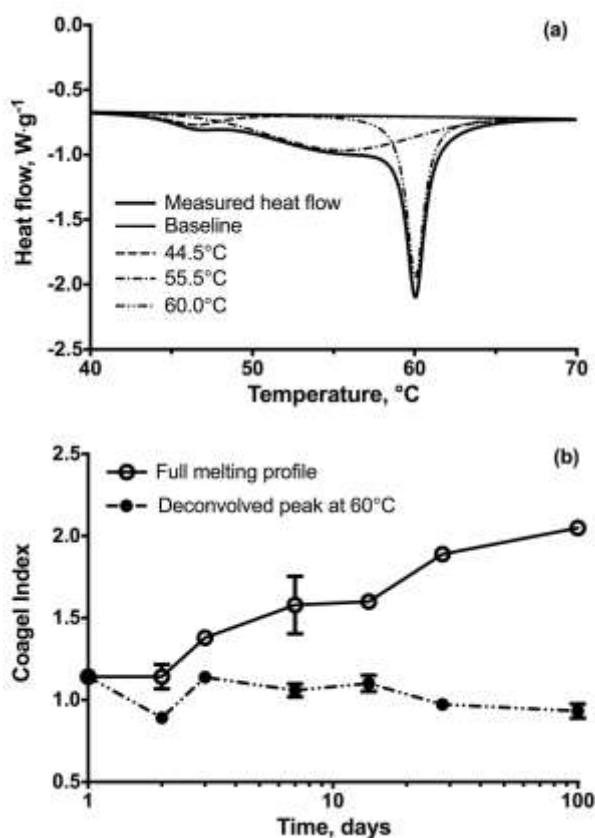 (a)
0.0
-0.5
-1.0
-1.5
-2.0
-2.5
Heat flow, W·g-1
Measured heat flow
Baseline
44.5°C
55.5°C
60.0°C
40 50 60 70
Temperature, °C
(b)
2.5
2.0
1.5
1.0
0.5
Coagel Index
Full melting profile
Deconvolved peak at 60°C
1 10 100
Time, days